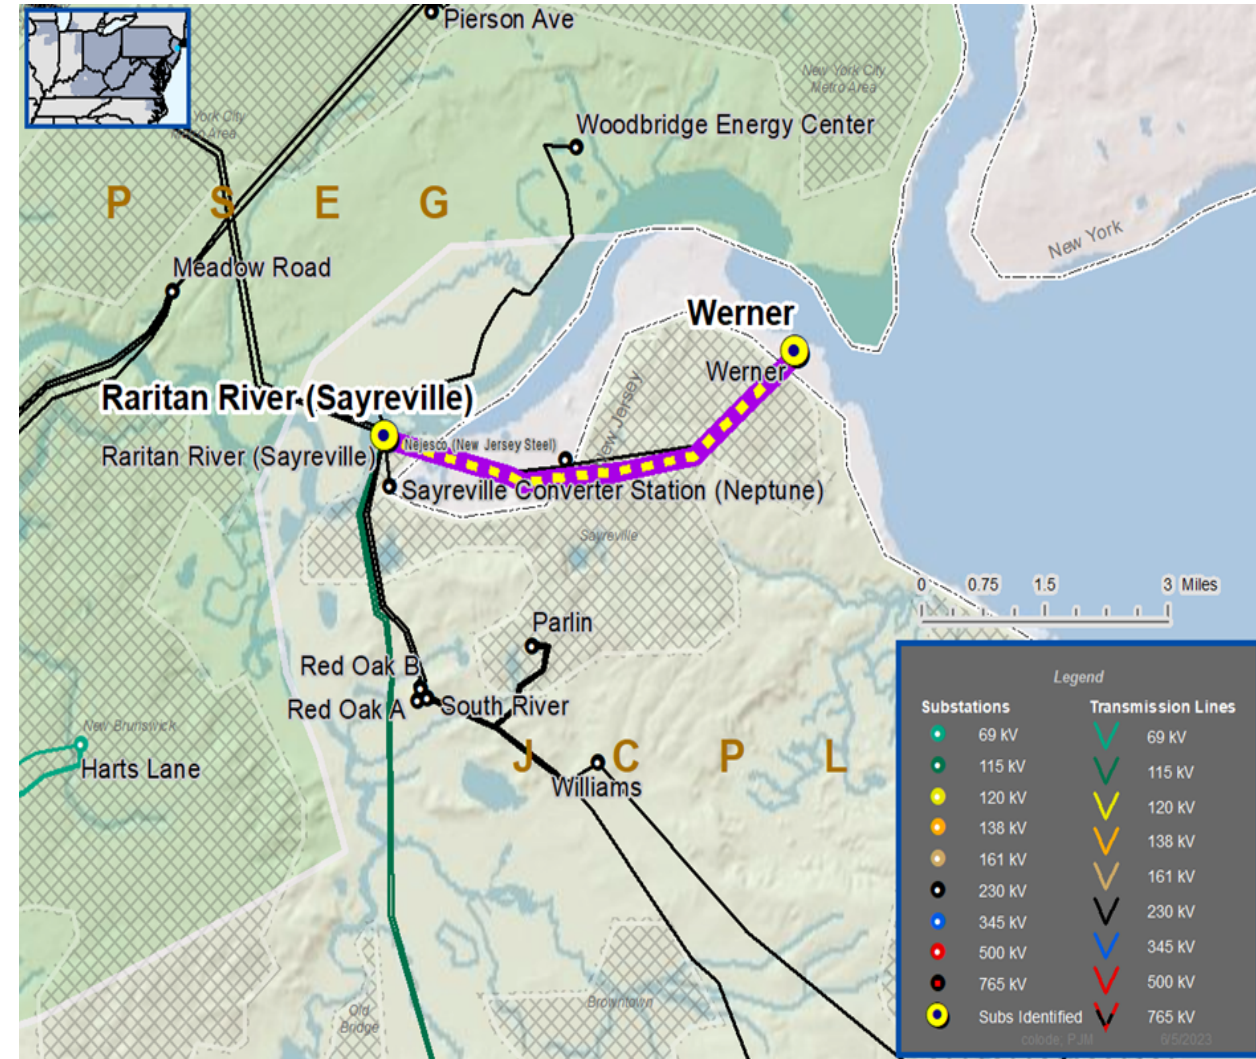 Pierson Ave
New York City
Metro Area
York City
Area
Woodbridge Energy Center
P S E G
New York
Meadow Road
Werner
Werner
New Jersey
Raritan River (Sayreville)
Nejesco (New Jersey Steel)
Raritan River (Sayreville)
Sayreville Converter Station (Neptune)
Sayreville
0 0.75 1.5 3 Miles
Parlin
Red Oak B
Red Oak A
South River
New Brunswick
Harts Lane
J C P L
Williams
Old
Bridge
Browntown
Legend
Substations
69 kV
115 kV
120 kV
138 kV
161 kV
230 kV
345 kV
500 kV
765 kV
Subs Identified
Transmission Lines
69 kV
115 kV
120 kV
138 kV
161 kV
230 kV
345 kV
500 kV
765 kV
colode, PJM 6/5/2023